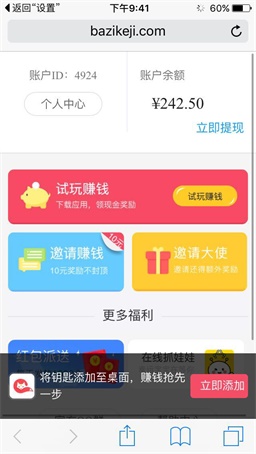 返回"设置" 下午9:41 60%
bazikeji.com
账户ID：4924 账户余额
个人中心 ¥242.50
立即提现
试玩赚钱
下载应用，领现金奖励 试玩赚钱
邀请赚钱 10元 邀请大使
10元奖励不封顶 邀请还得额外奖励
更多福利
红包派送 在线抓娃娃
将钥匙添加至桌面，赚钱抢先一步 立即添加